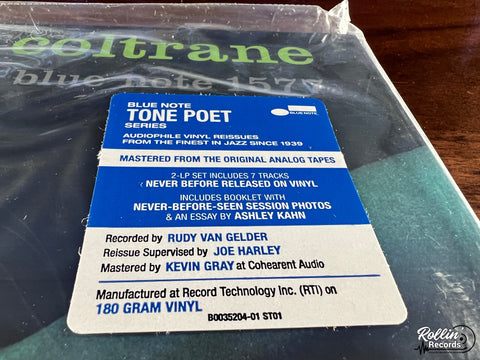 coltrane
blue note 1577
BLUE NOTE
TONE POET
SERIES
BLUE NOTE
AUDIOPHILE VINYL REISSUES
FROM THE FINEST IN JAZZ SINCE 1939
MASTERED FROM THE ORIGINAL ANALOG TAPES
2-LP SET INCLUDES 7 TRACKS
NEVER BEFORE RELEASED ON VINYL
INCLUDES BOOKLET WITH
NEVER-BEFORE-SEEN SESSION PHOTOS
& AN ESSAY BY ASHLEY KAHN
Recorded by RUDY VAN GELDER
Reissue Supervised by JOE HARLEY
Mastered by KEVIN GRAY at Cohearent Audio
Manufactured at Record Technology Inc. (RTI) on
180 GRAM VINYL
B0035204-01 ST01
Rollin'
Records